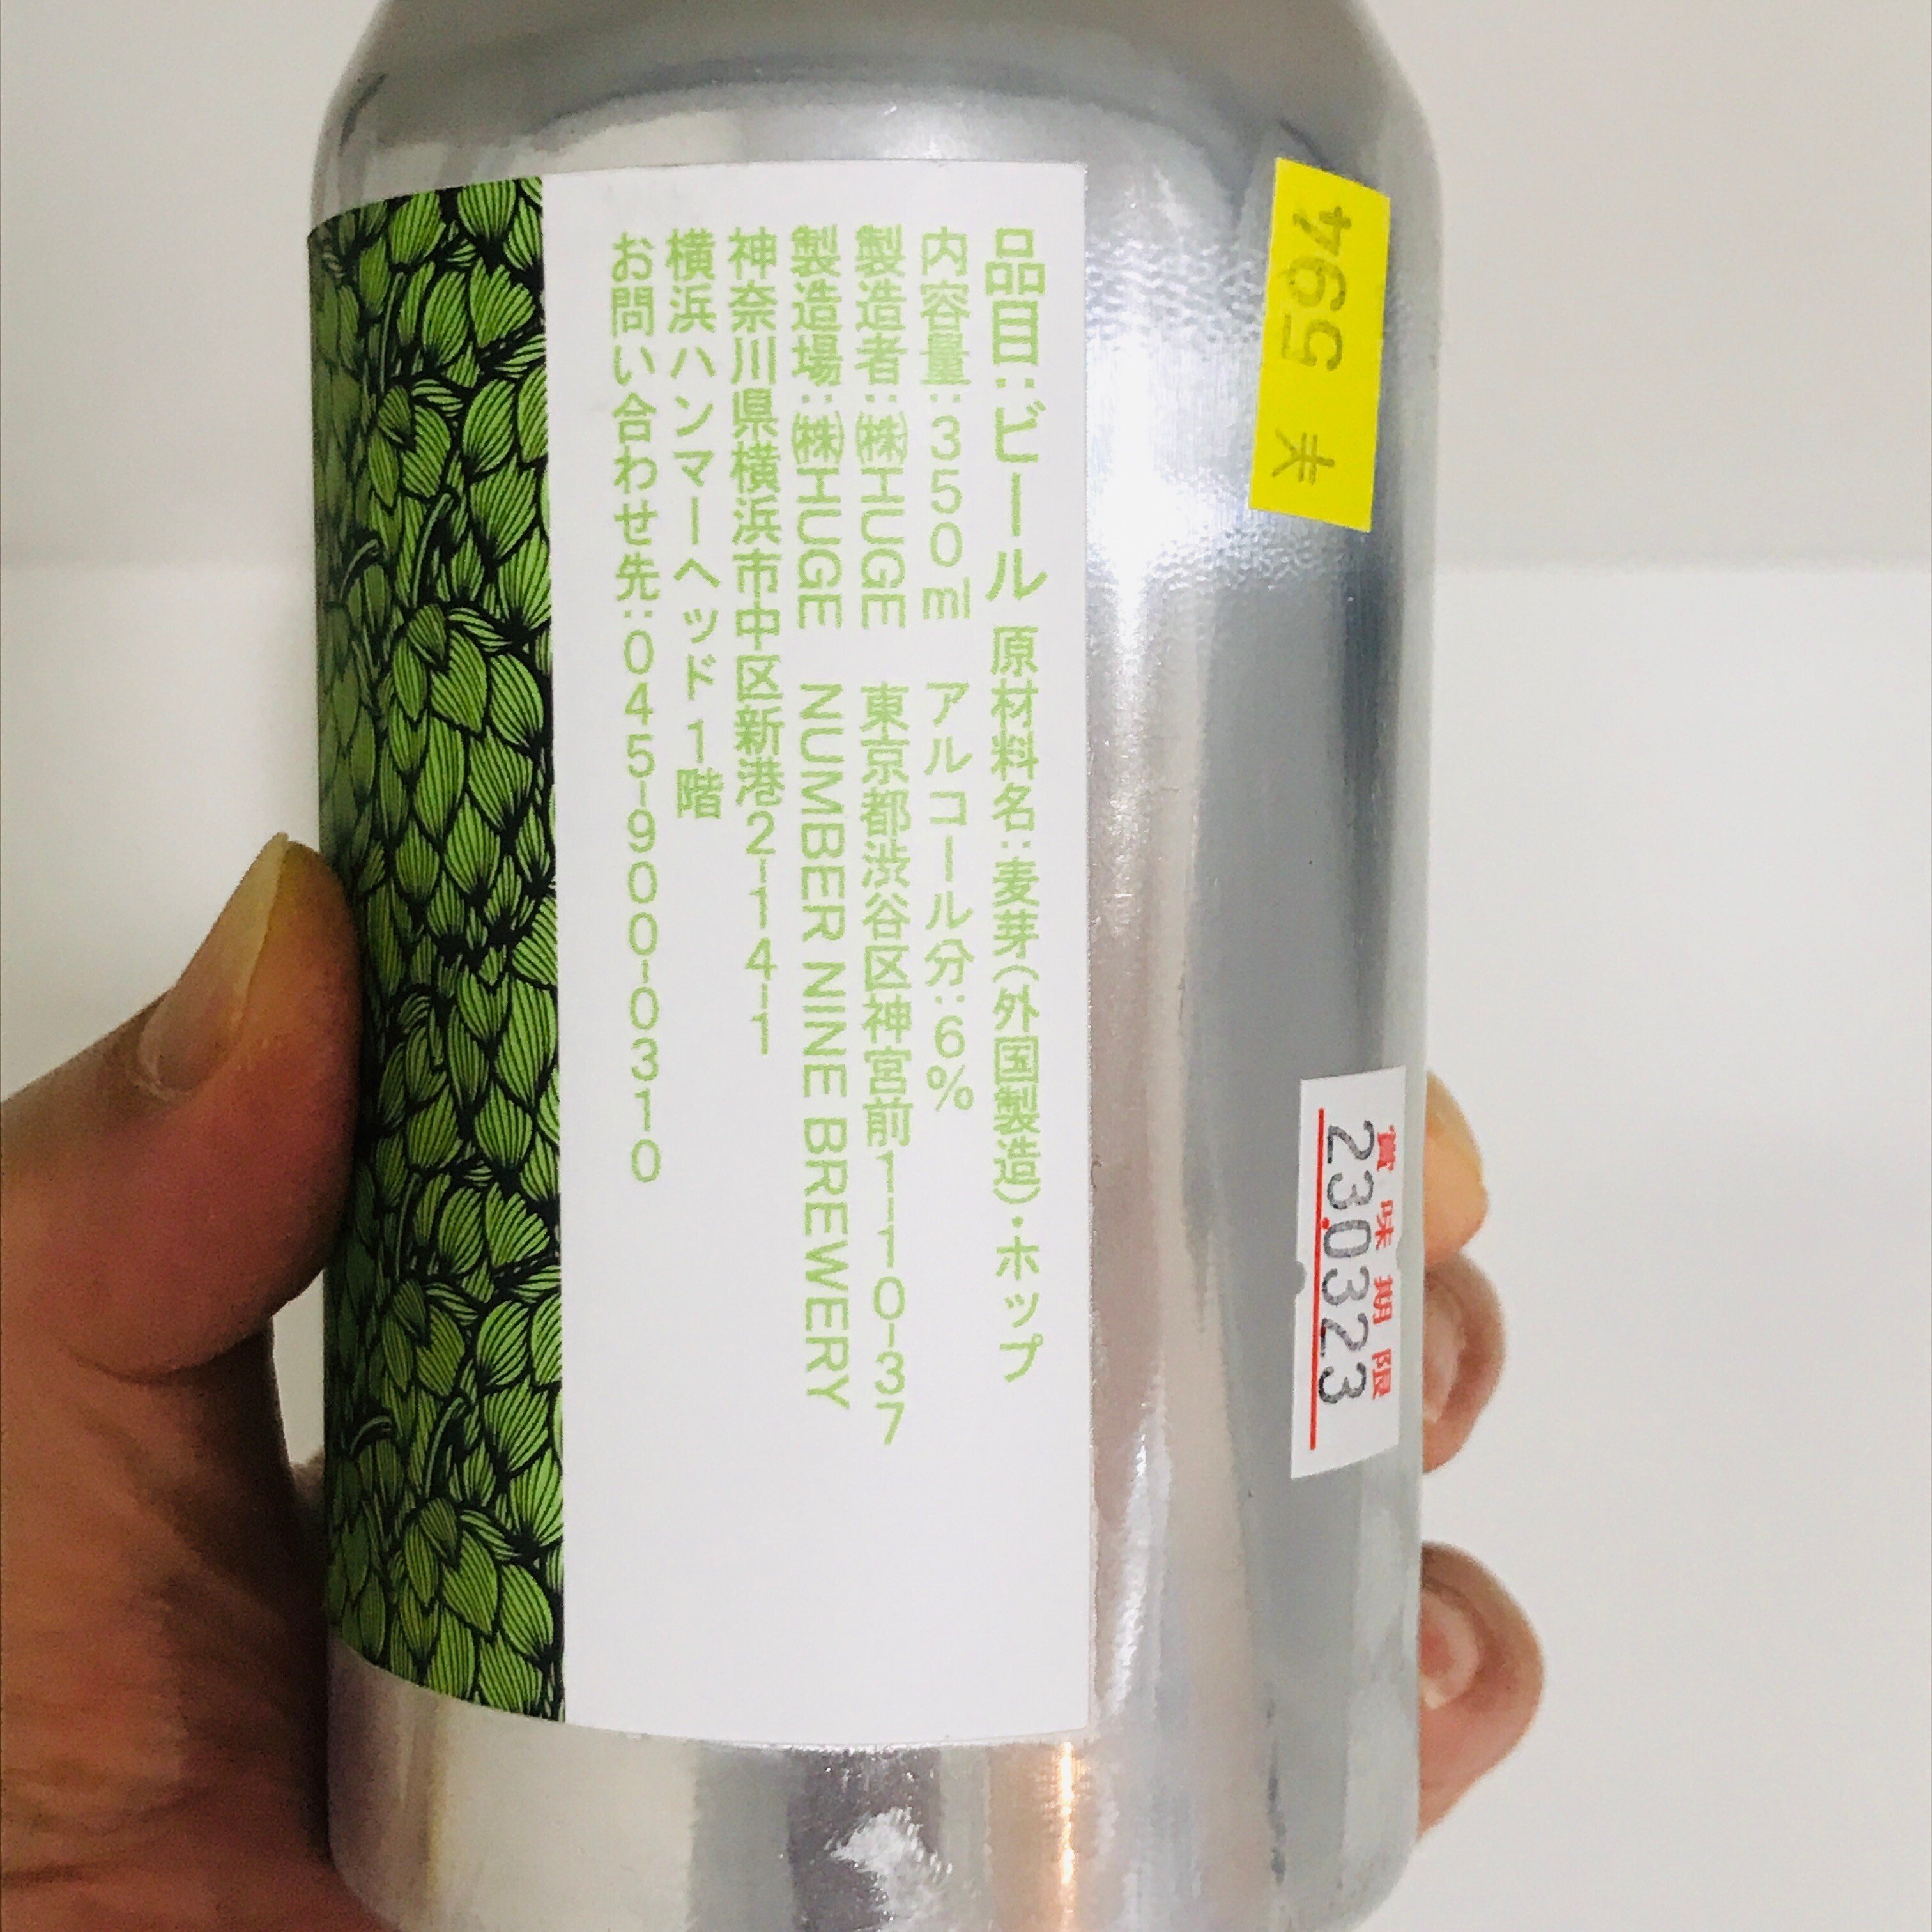 品目：ビール 原材料名：麦芽（外国製造）・ホップ
内容量：350ml アルコール分：6％
製造者：㈱HUGE 東京都渋谷区神宮前1-10-37
製造場：㈱HUGE NUMBER NINE BREWERY
神奈川県横浜市中区新港2-14-1
横浜ハンマーヘッド1階
お問い合わせ先：045-900-0310
594
賞味期限
23.0323